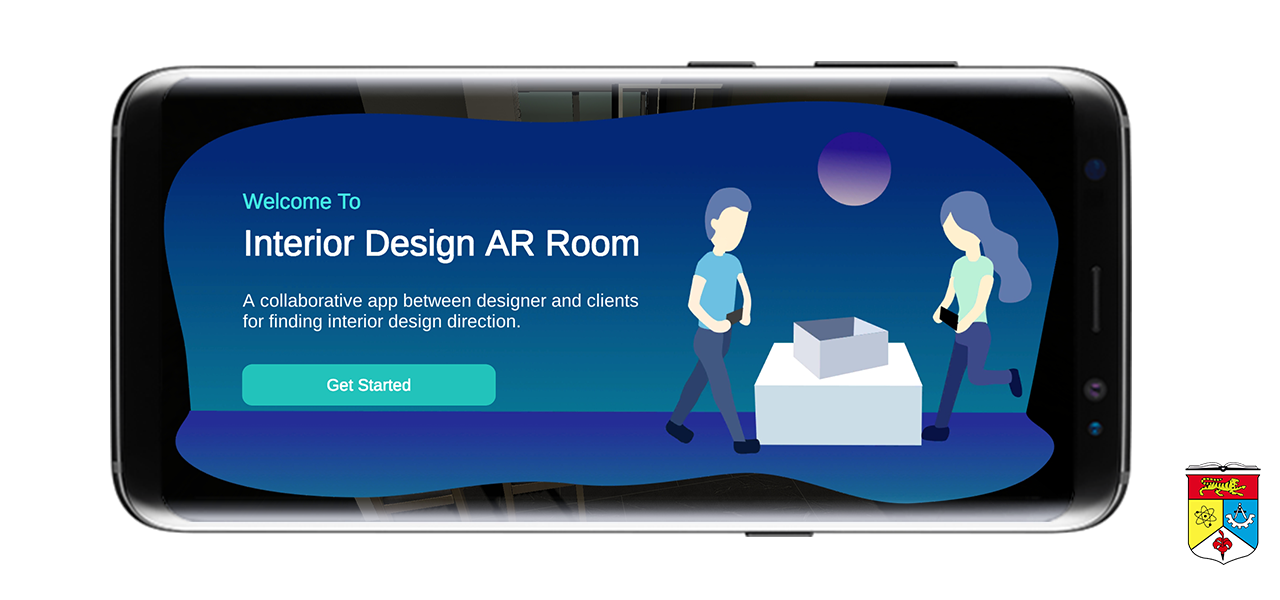 Welcome To
Interior Design AR Room
A collaborative app between designer and clients
for finding interior design direction.
Get Started